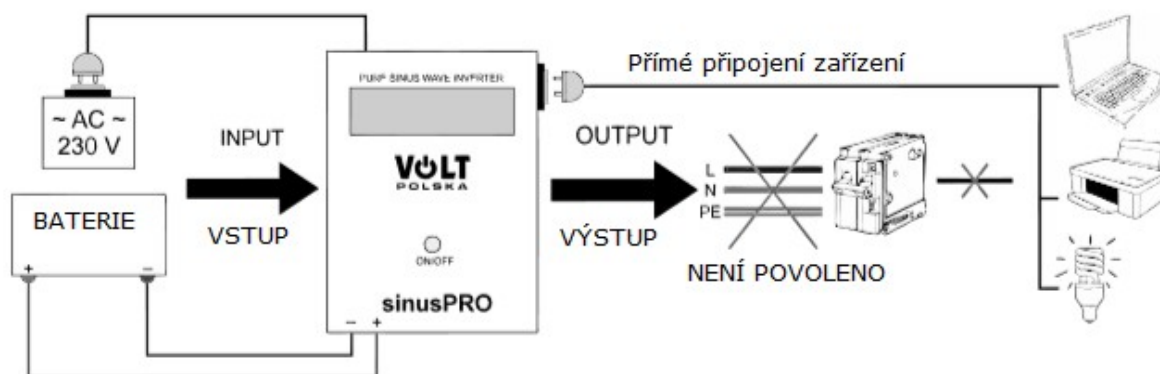 ~ AC ~
230 V
BATERIE
+
−
INPUT
VSTUP
PURE SINUS WAVE INVERTER
VOLT
POLSKA
ON/OFF
sinusPRO
− +
OUTPUT
VÝSTUP
Přímé připojení zařízení
L
N
PE
NENÍ POVOLENO